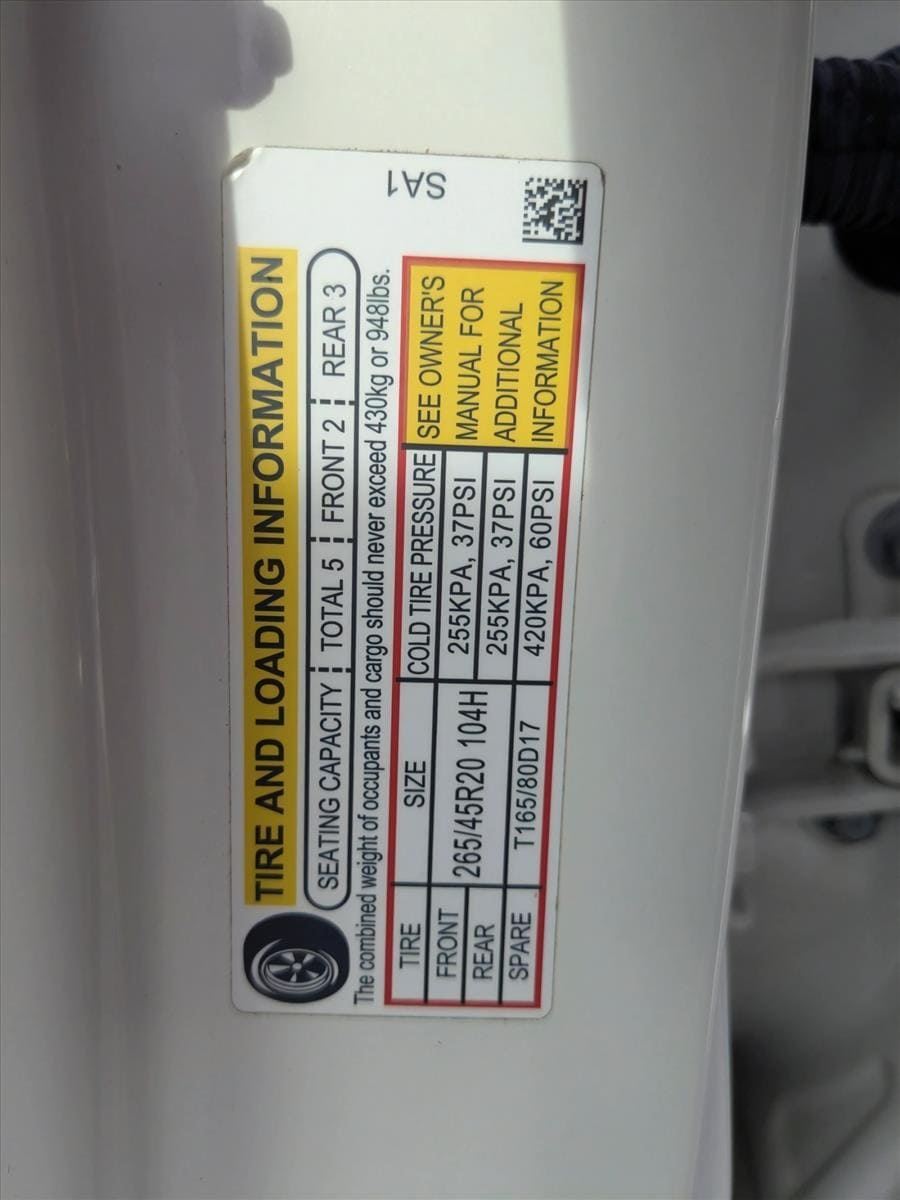 TIRE AND LOADING INFORMATION
SEATING CAPACITY TOTAL 5 FRONT 2 REAR 3
The combined weight of occupants and cargo should never exceed 430kg or 948lbs.
TIRE SIZE COLD TIRE PRESSURE
FRONT 265/45R20 104H 255KPA, 37PSI
REAR 255KPA, 37PSI
SPARE T165/80D17 420KPA, 60PSI
SEE OWNER'S
MANUAL FOR
ADDITIONAL
INFORMATION
SA1